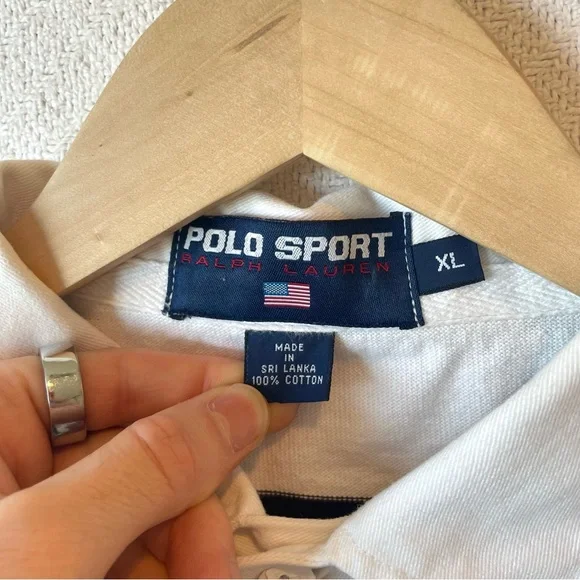 POLO SPORT
RALPH LAUREN
XL
MADE
IN
SRI LANKA
100% COTTON